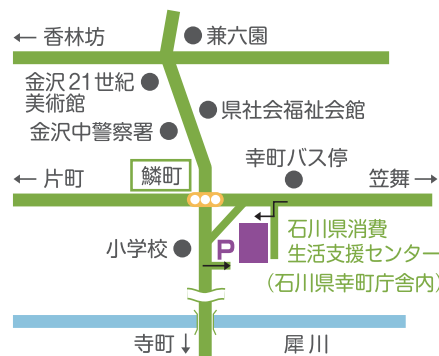 ←香林坊
兼六園
金沢21世紀
美術館
県社会福祉会館
金沢中警察署
幸町バス停
←片町
鱗町
笠舞→
石川県消費
生活支援センター
(石川県幸町庁舎内)
小学校
P
寺町↓
犀川